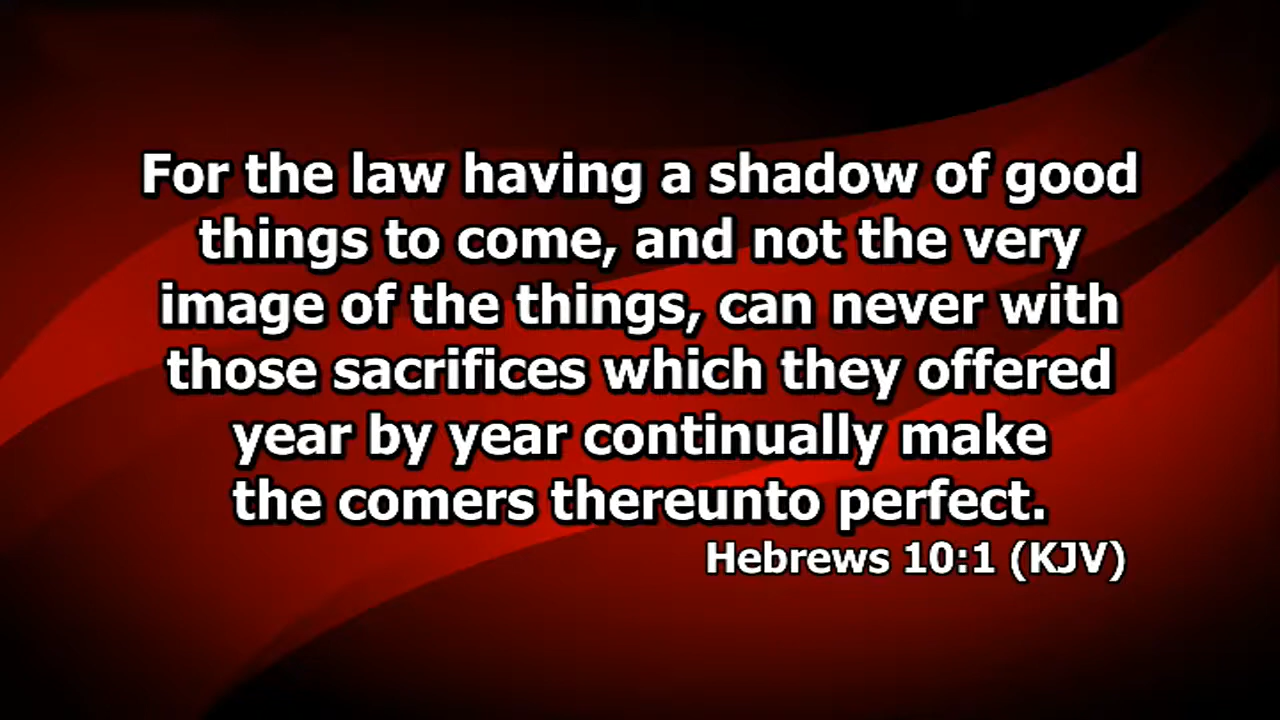 For the law having a shadow of good
things to come, and not the very
image of the things, can never with
those sacrifices which they offered
year by year continually make
the comers thereunto perfect.
Hebrews 10:1 (KJV)